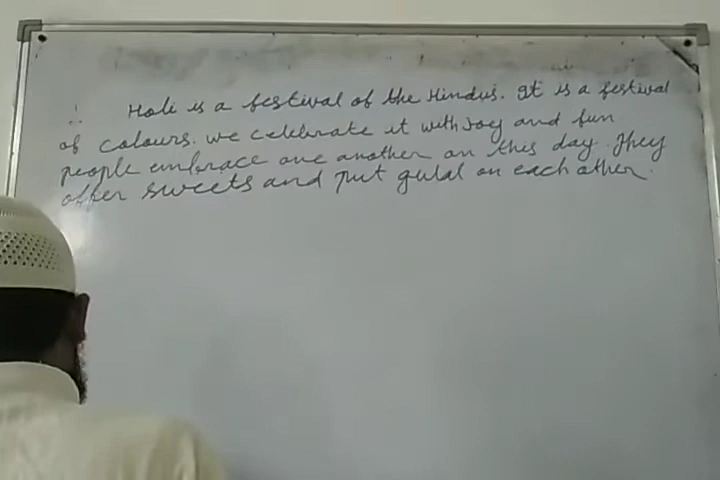 ∴ Holi is a festival of the Hindus. It is a festival
of colours. we celebrate it with Joy and fun
people embrace one another on this day. They
offer sweets and put gulal on each other.